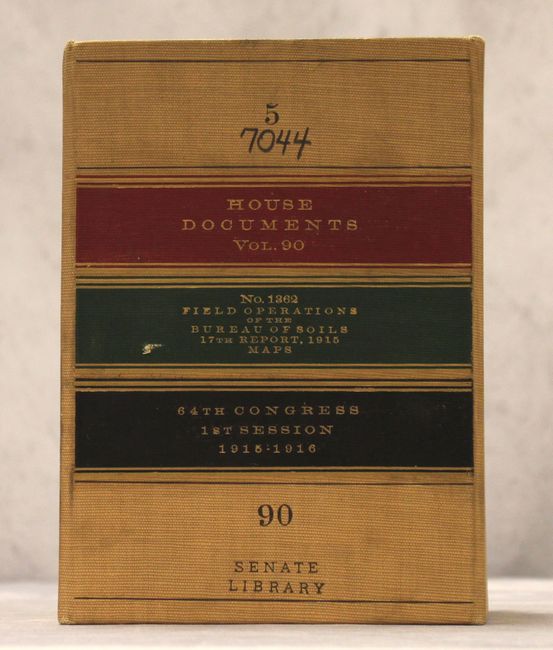 5
7044
HOUSE
DOCUMENTS
VOL. 90
No. 1362
FIELD OPERATIONS
OF THE
BUREAU OF SOILS
17TH REPORT, 1915
MAPS
64TH CONGRESS
1ST SESSION
1915-1916
90
SENATE
LIBRARY